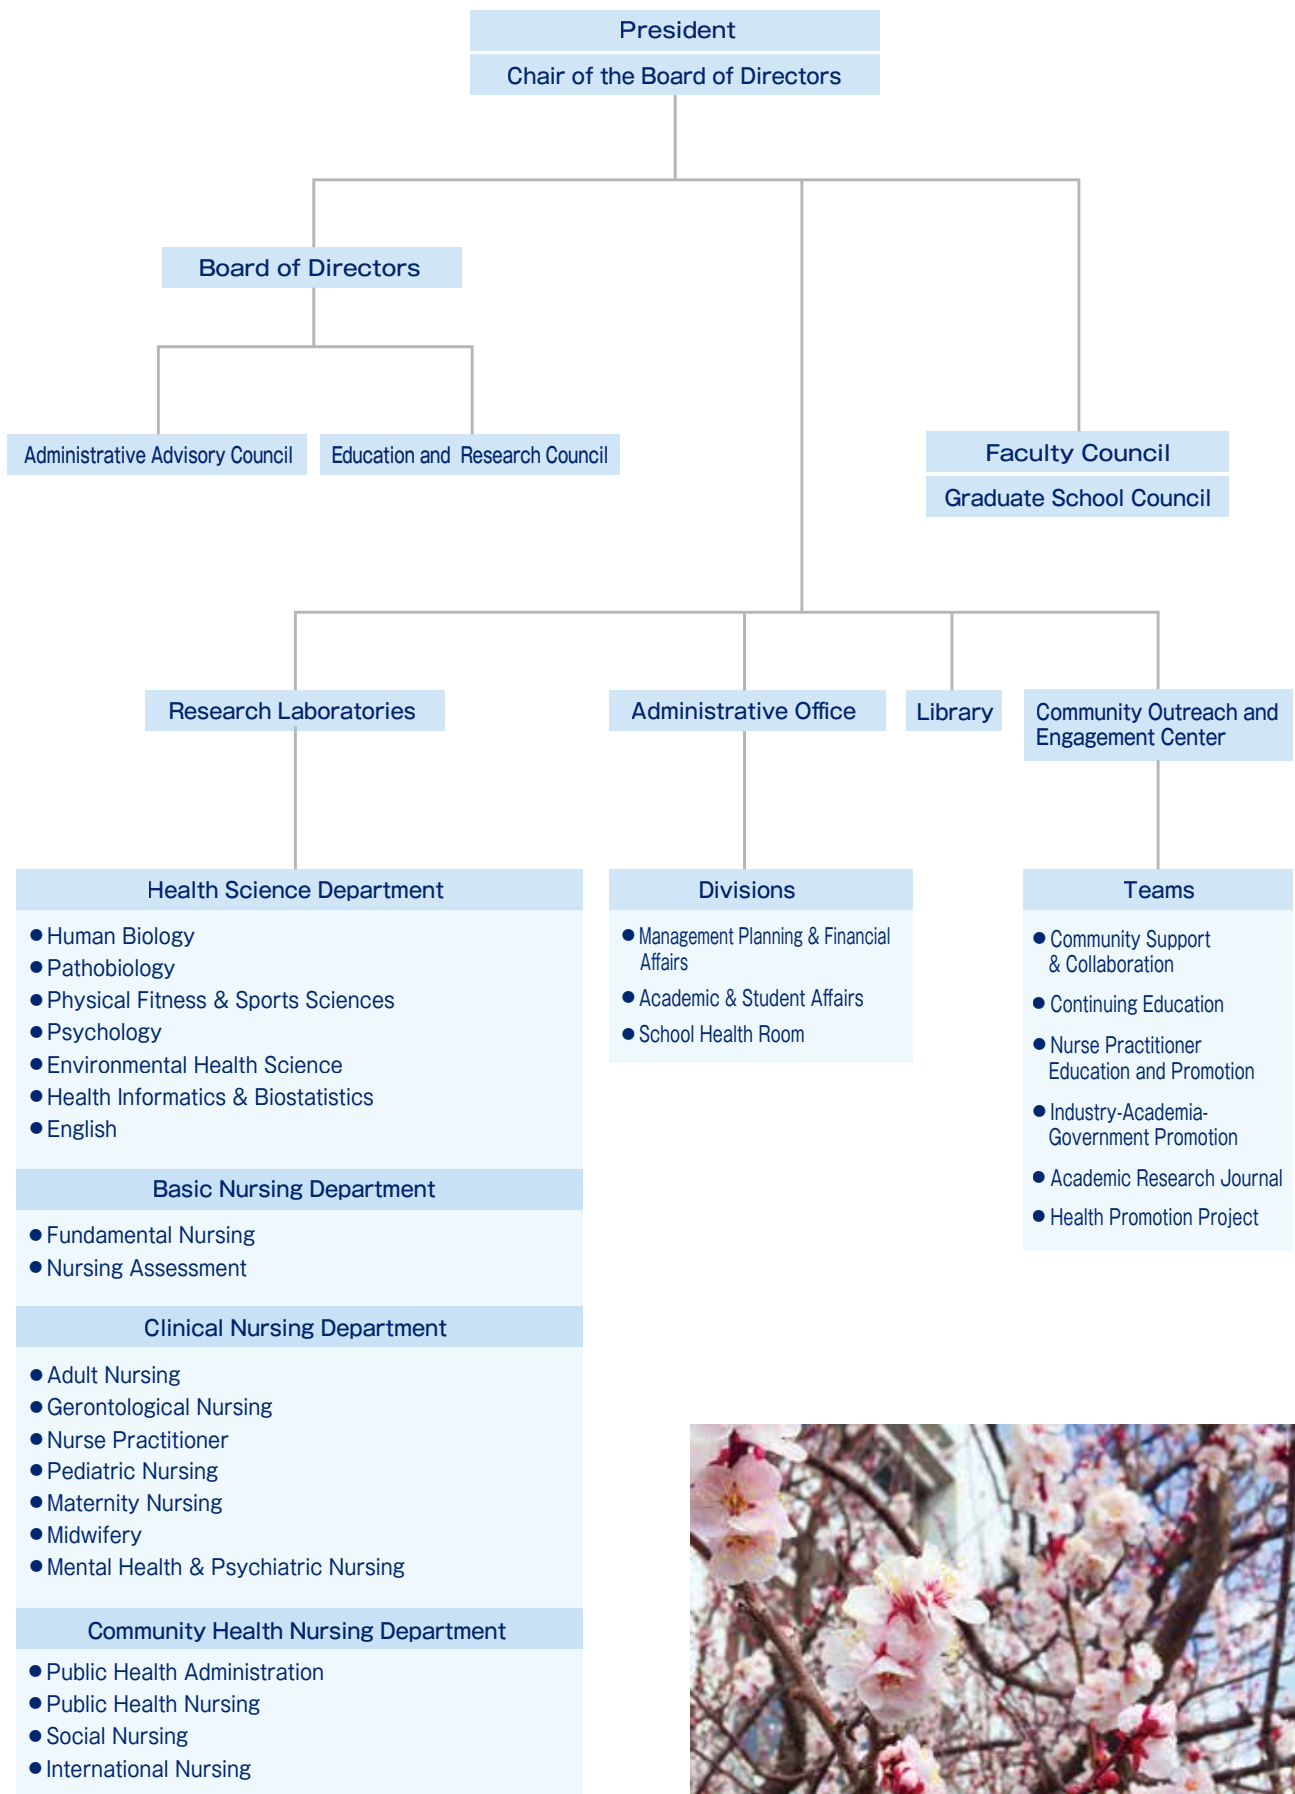 President
Chair of the Board of Directors
Board of Directors
Administrative Advisory Council
Education and Research Council
Faculty Council
Graduate School Council
Research Laboratories
Administrative Office
Library
Community Outreach and
Engagement Center
Health Science Department
● Human Biology
● Pathobiology
● Physical Fitness & Sports Sciences
● Psychology
● Environmental Health Science
● Health Informatics & Biostatistics
● English
Basic Nursing Department
● Fundamental Nursing
● Nursing Assessment
Clinical Nursing Department
● Adult Nursing
● Gerontological Nursing
● Nurse Practitioner
● Pediatric Nursing
● Maternity Nursing
● Midwifery
● Mental Health & Psychiatric Nursing
Community Health Nursing Department
● Public Health Administration
● Public Health Nursing
● Social Nursing
● International Nursing
Divisions
● Management Planning & Financial
Affairs
● Academic & Student Affairs
● School Health Room
Teams
● Community Support
& Collaboration
● Continuing Education
● Nurse Practitioner
Education and Promotion
● Industry-Academia-
Government Promotion
● Academic Research Journal
● Health Promotion Project